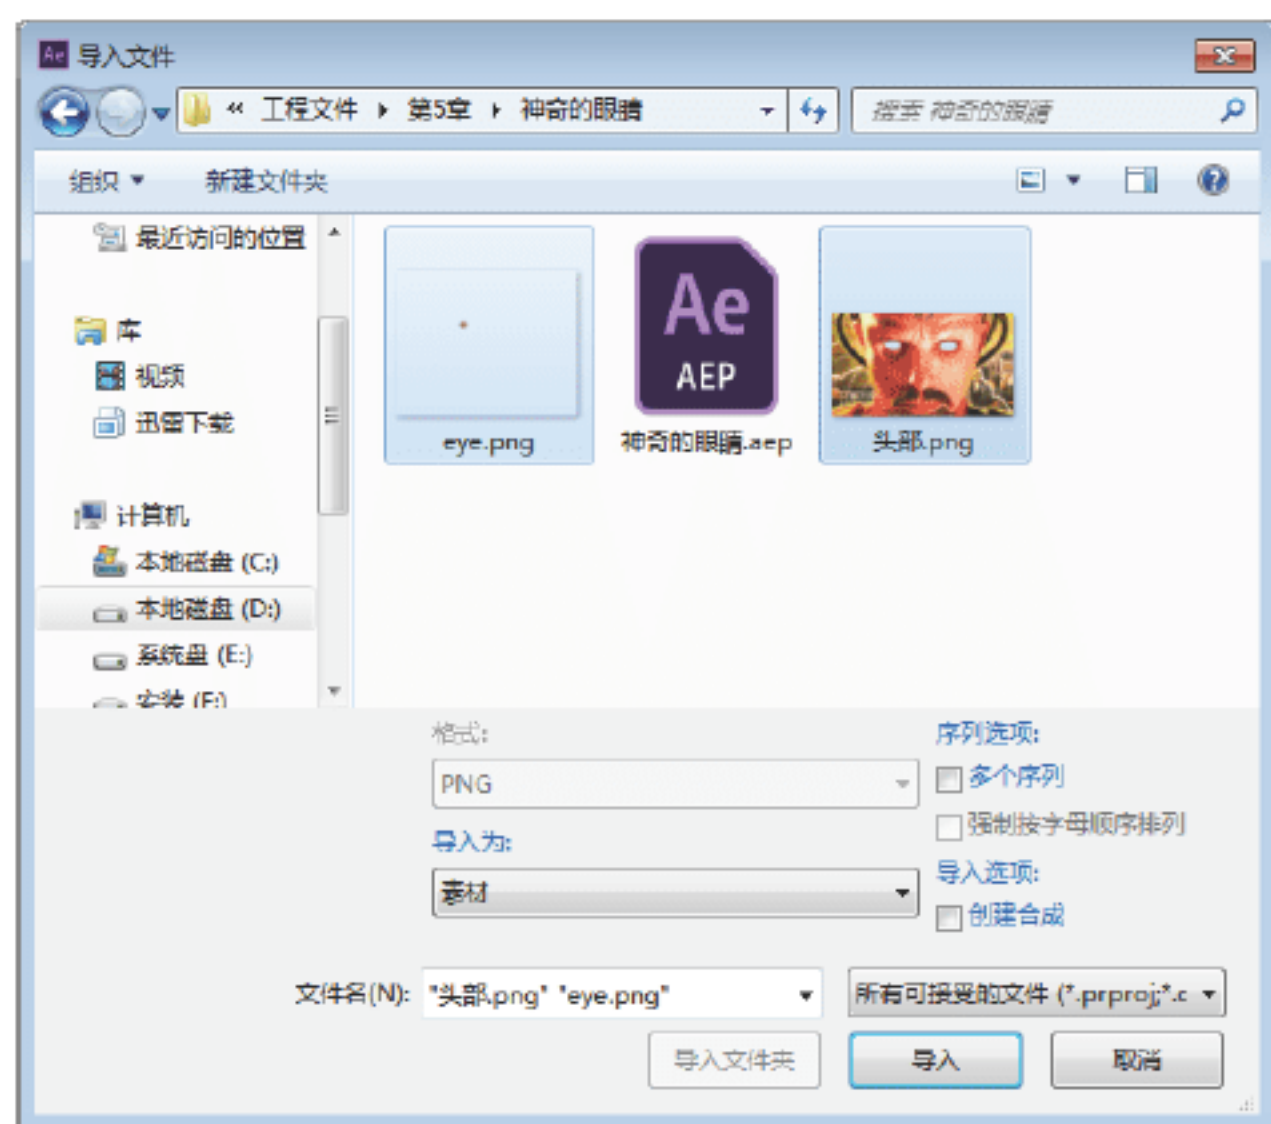 Ae 导入文件
« 工程文件 ▸ 第5章 ▸ 神奇的眼睛 搜索 神奇的眼睛
组织 新建文件夹
最近访问的位置
库
视频
迅雷下载
计算机
本地磁盘 (C:)
本地磁盘 (D:)
系统盘 (E:)
安装 (F:)
eye.png
Ae
AEP
神奇的眼睛.aep
头部.png
格式:
PNG
导入为:
素材
序列选项:
多个序列
强制按字母顺序排列
导入选项:
创建合成
文件名(N): "头部.png" "eye.png" 所有可接受的文件 (*.prproj;*.c
导入文件夹 导入 取消